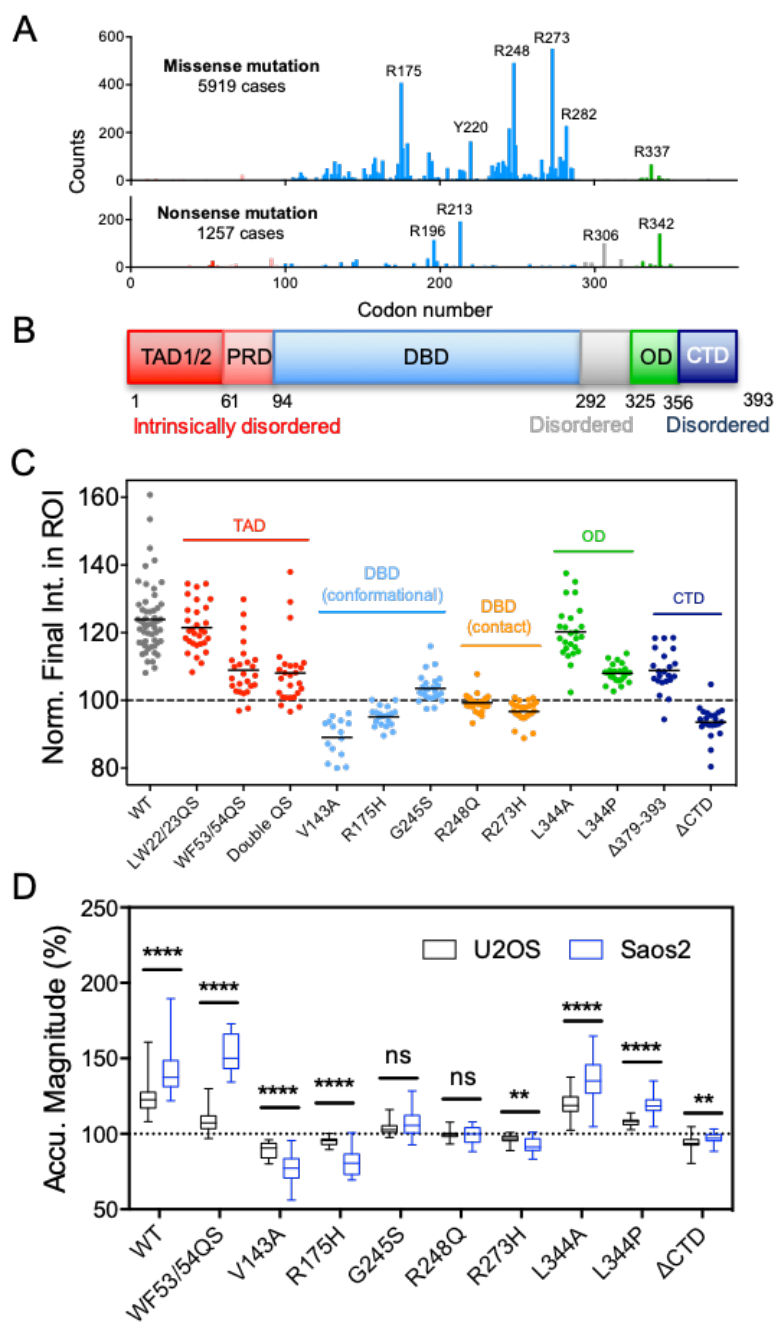 A
Missense mutation
5919 cases
R175
Y220
R248
R273
R282
R337
600
400
200
0
Counts
Nonsense mutation
1257 cases
R196
R213
R306
R342
200
0
0 100 200 300
Codon number
B
TAD1/2 PRD DBD OD CTD
1 61 94 292 325 356 393
Intrinsically disordered Disordered Disordered
C
Norm. Final Int. in ROI
160
140
120
100
80
TAD
DBD
(conformational)
DBD
(contact)
OD
CTD
WT LW22/23QS WF53/54QS Double QS V143A R175H G245S R248Q R273H L344A L344P Δ379-393 ΔCTD
D
Accu. Magnitude (%)
250
200
150
100
50
U2OS Saos2
**** **** **** **** ns ns ** **** **** **
WT WF53/54QS V143A R175H G245S R248Q R273H L344A L344P ΔCTD